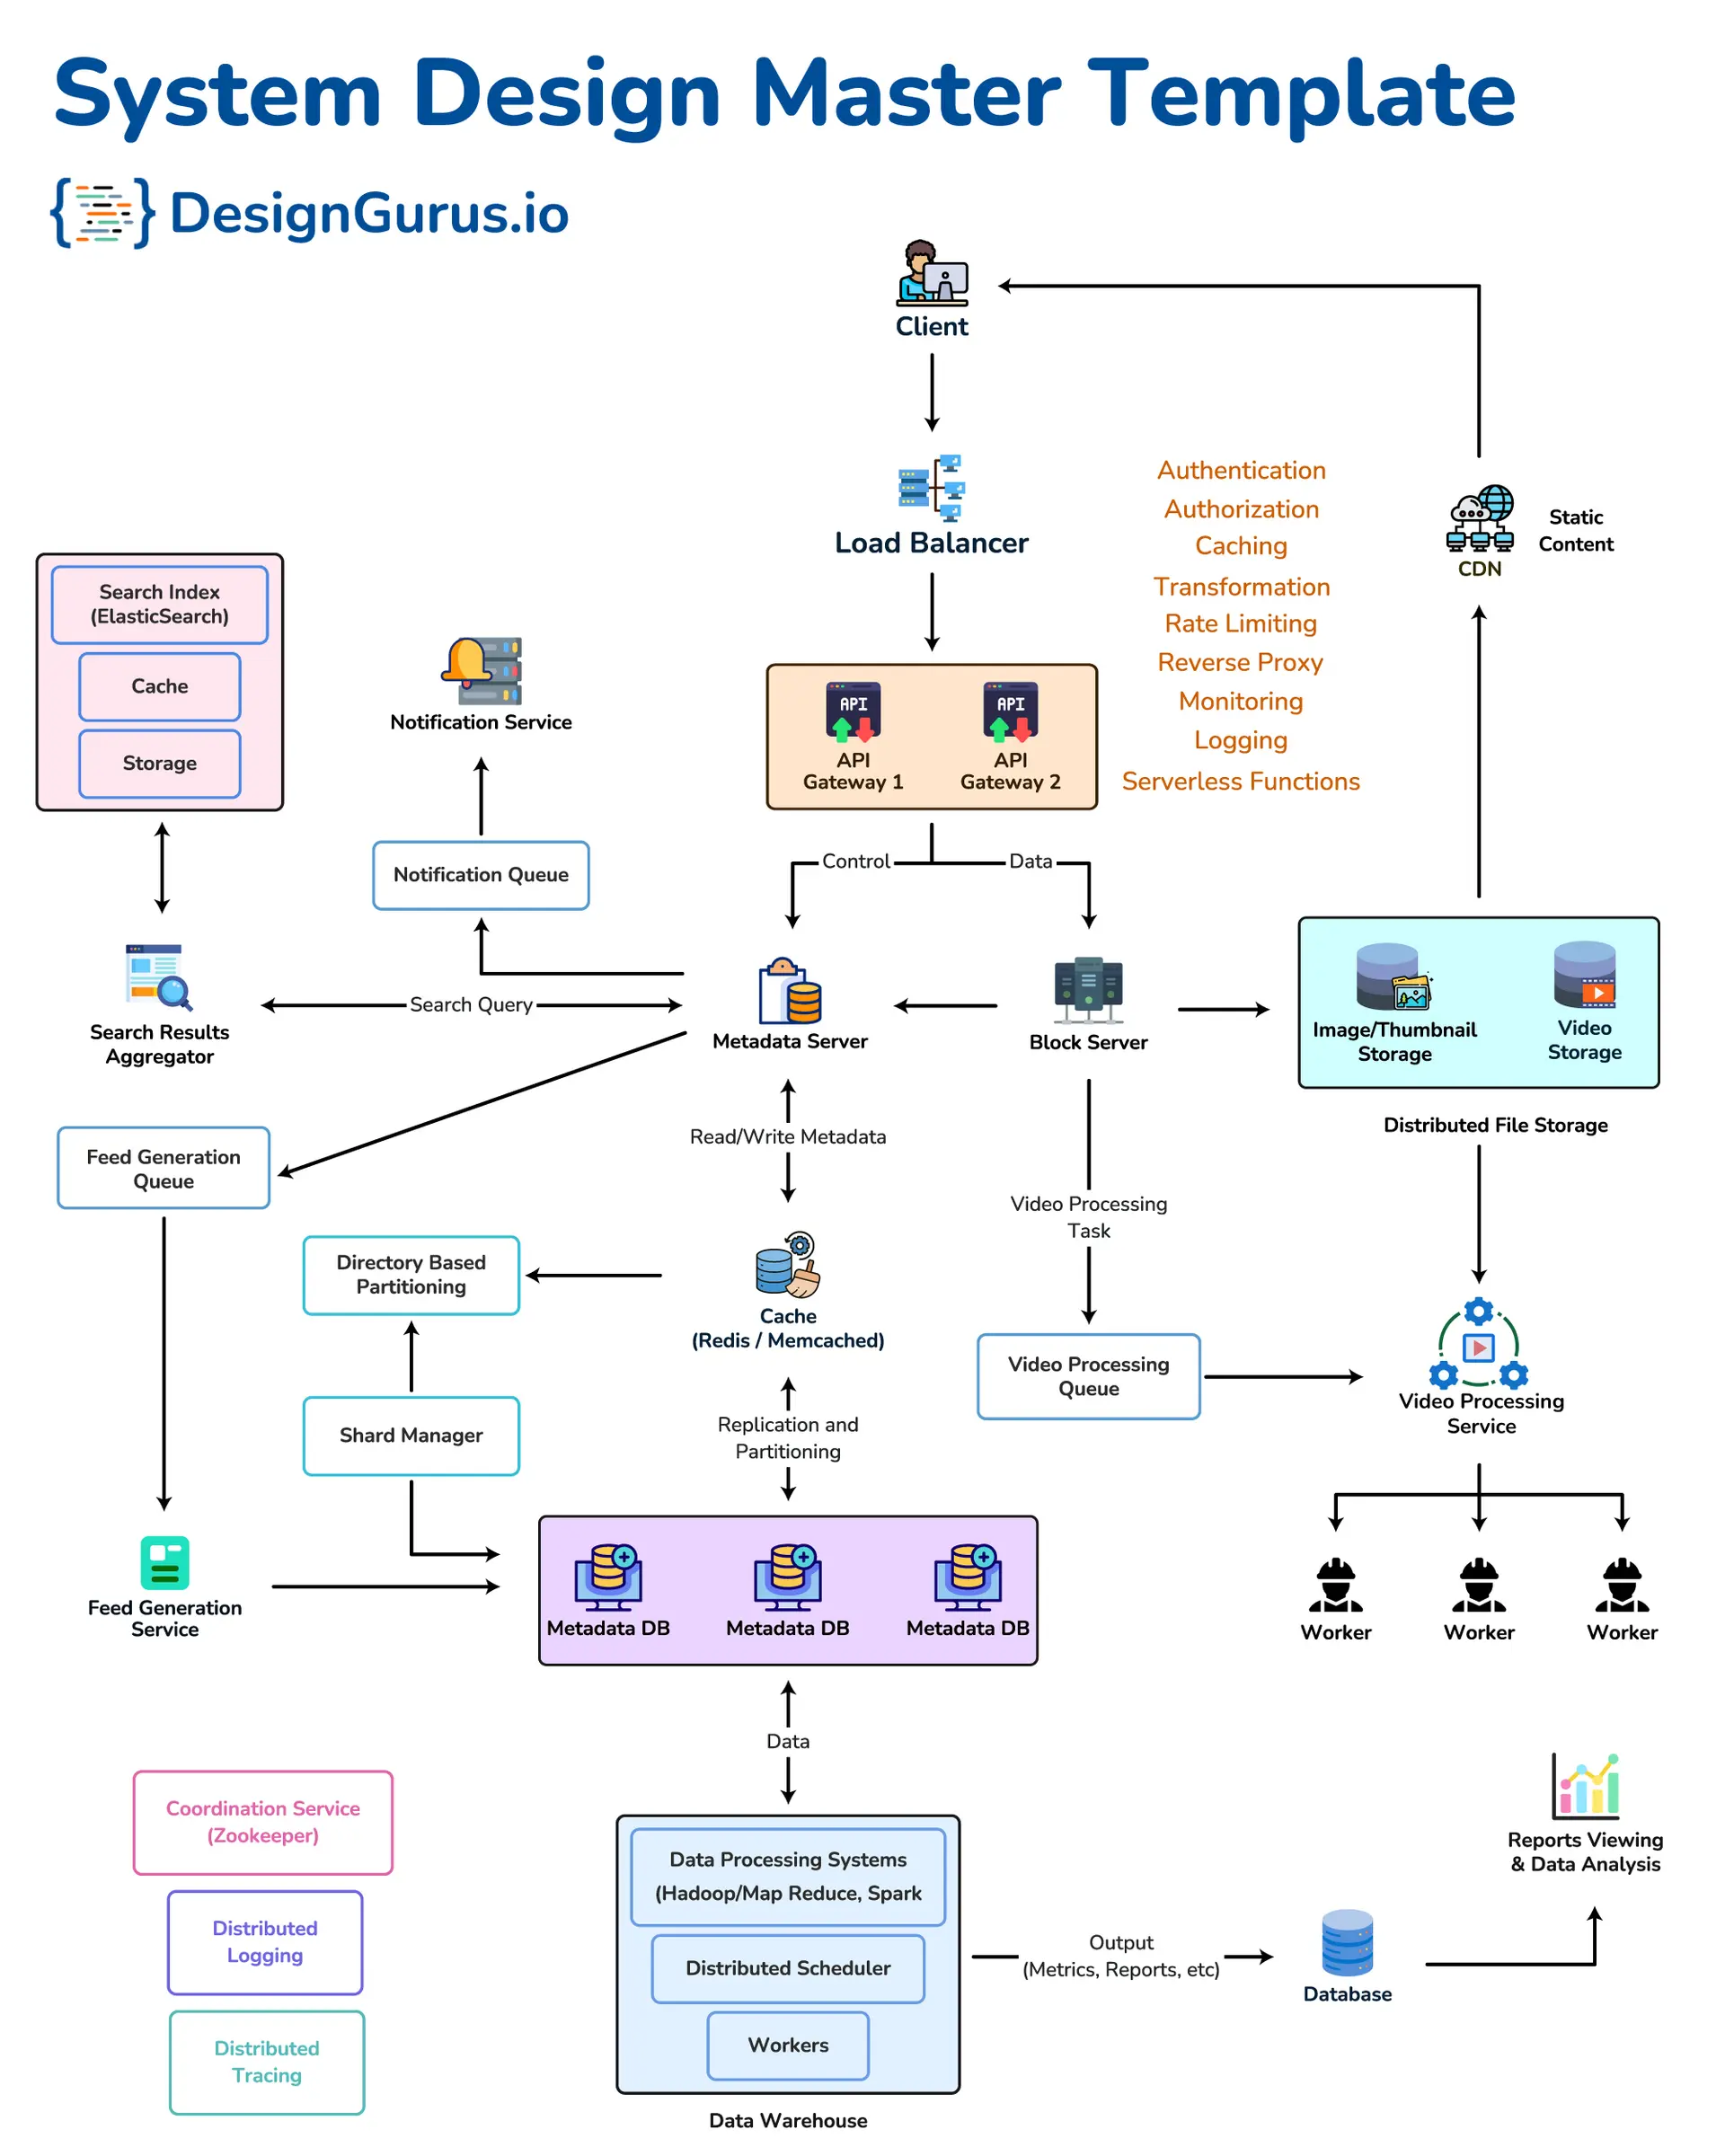 System Design Master Template
DesignGurus.io
Client
Load Balancer
Authentication
Authorization
Caching
Transformation
Rate Limiting
Reverse Proxy
Monitoring
Logging
Serverless Functions
CDN
Static
Content
Search Index
(ElasticSearch)
Cache
Storage
Notification Service
API
API
Gateway 1
API
API
Gateway 2
Notification Queue
Control
Data
Search Results
Aggregator
Search Query
Metadata Server
Block Server
Image/Thumbnail
Storage
Video
Storage
Distributed File Storage
Feed Generation
Queue
Read/Write Metadata
Video Processing
Task
Directory Based
Partitioning
Cache
(Redis / Memcached)
Video Processing
Queue
Video Processing
Service
Shard Manager
Replication and
Partitioning
Feed Generation
Service
Metadata DB
Metadata DB
Metadata DB
Worker
Worker
Worker
Data
Coordination Service
(Zookeeper)
Distributed
Logging
Distributed
Tracing
Data Processing Systems
(Hadoop/Map Reduce, Spark
Distributed Scheduler
Workers
Data Warehouse
Output
(Metrics, Reports, etc)
Database
Reports Viewing
& Data Analysis